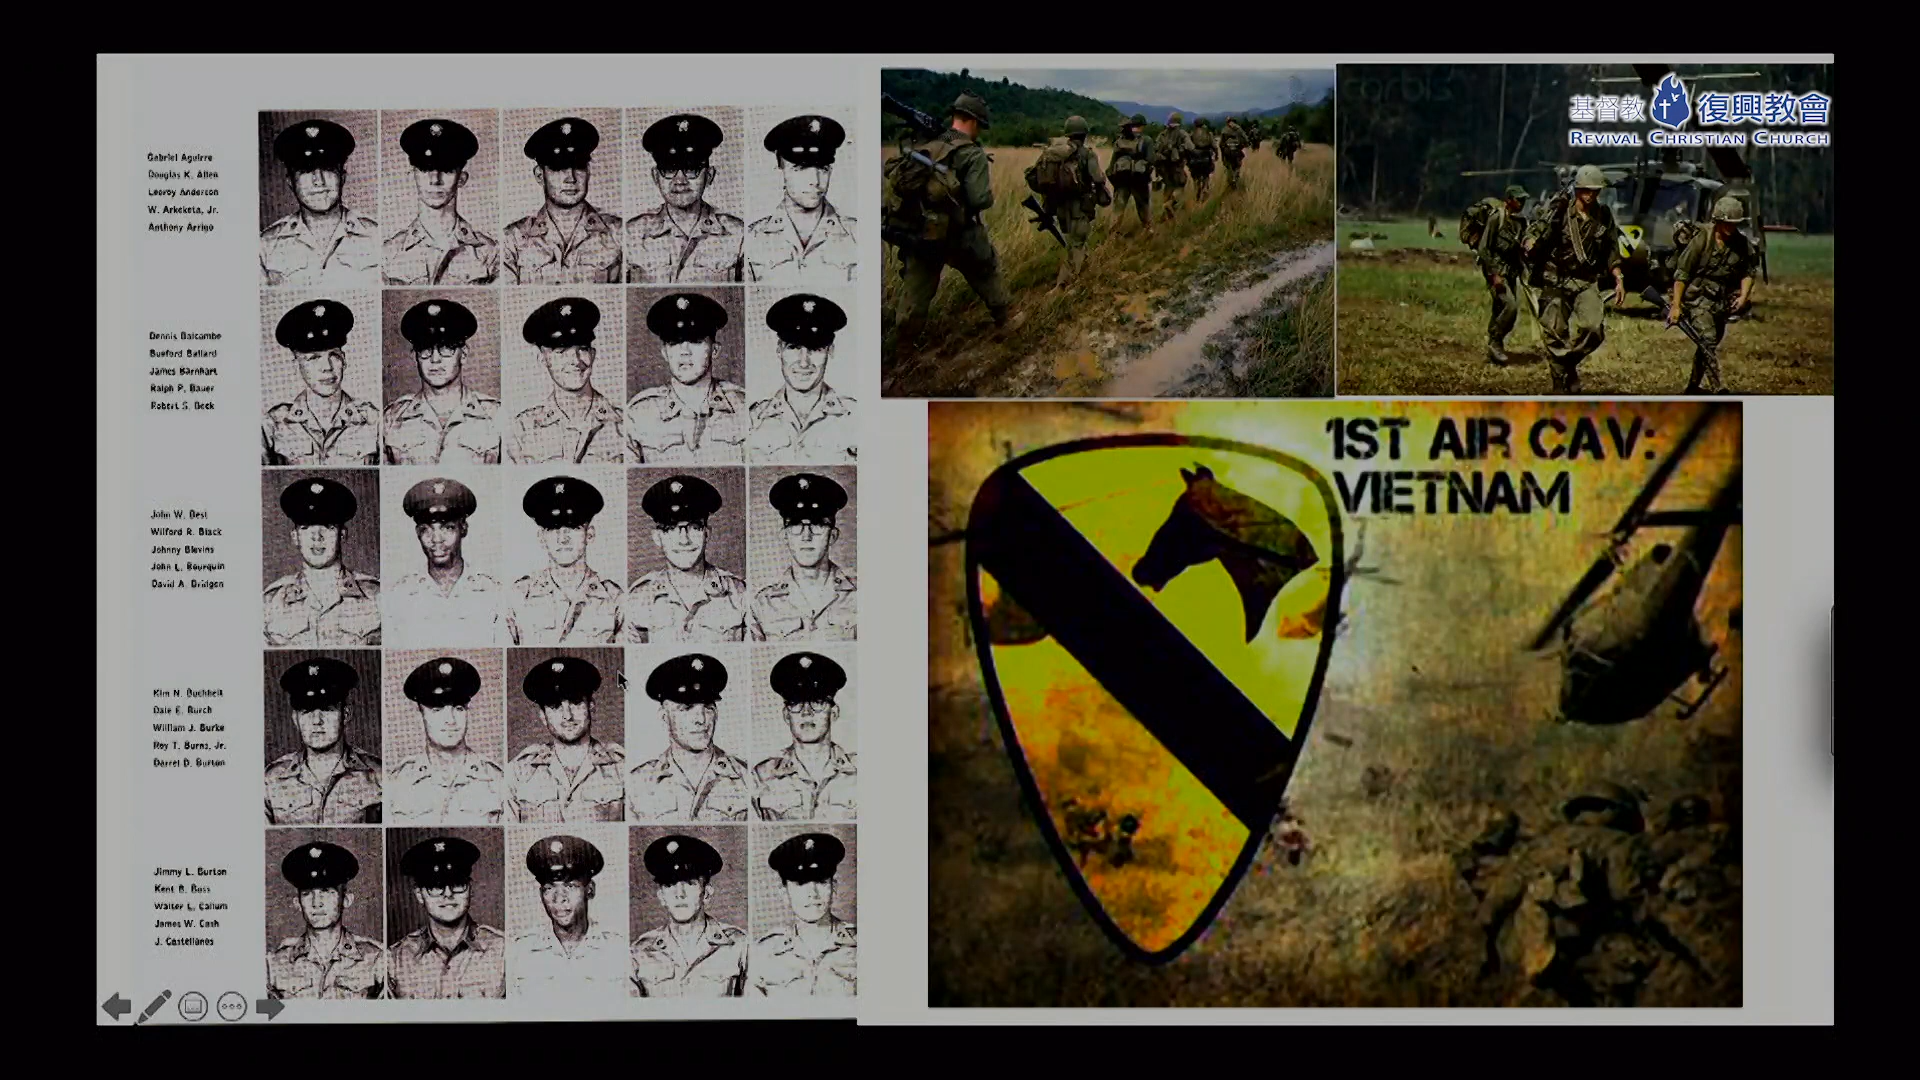 Gabriel Aguirre
Douglas K. Allen
Leeroy Anderson
W. Arkeketa, Jr.
Anthony Arrigo
Dennis Balcombe
Bueford Ballard
James Barnhart
Ralph P. Bauer
Robert S. Beck
John W. Best
Wilford R. Black
Johnny Blevins
John L. Bourquin
David A. Bridgen
Kim N. Buchheit
Dale E. Burch
William J. Burke
Roy T. Burns, Jr.
Darrel D. Burton
Jimmy L. Burton
Kent B. Buss
Walter L. Callum
James W. Cash
J. Castellanos
corbis
基督教 復興教會
REVIVAL CHRISTIAN CHURCH
1ST AIR CAV:
VIETNAM